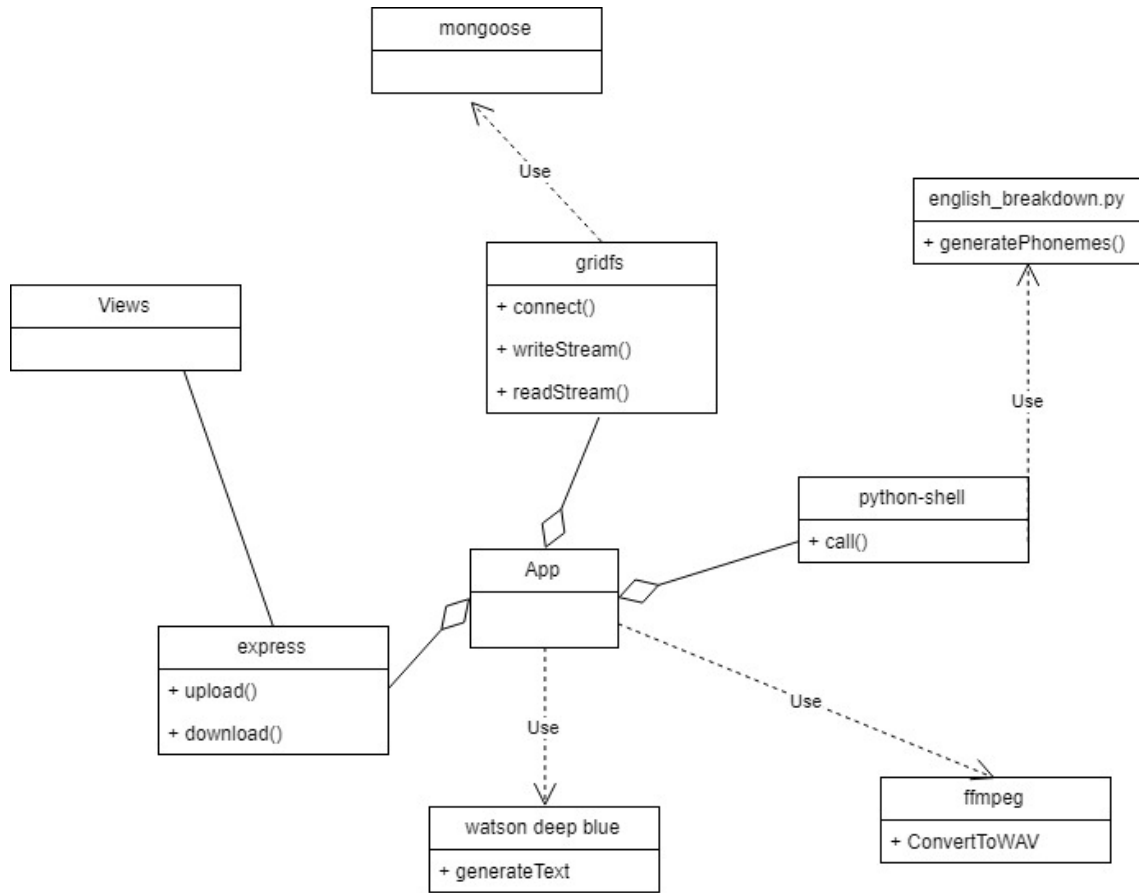 mongoose
Use
english_breakdown.py
+ generatePhonemes()
gridfs
+ connect()
+ writeStream()
+ readStream()
Views
Use
python-shell
+ call()
App
express
+ upload()
+ download()
Use
Use
watson deep blue
+ generateText
ffmpeg
+ ConvertToWAV